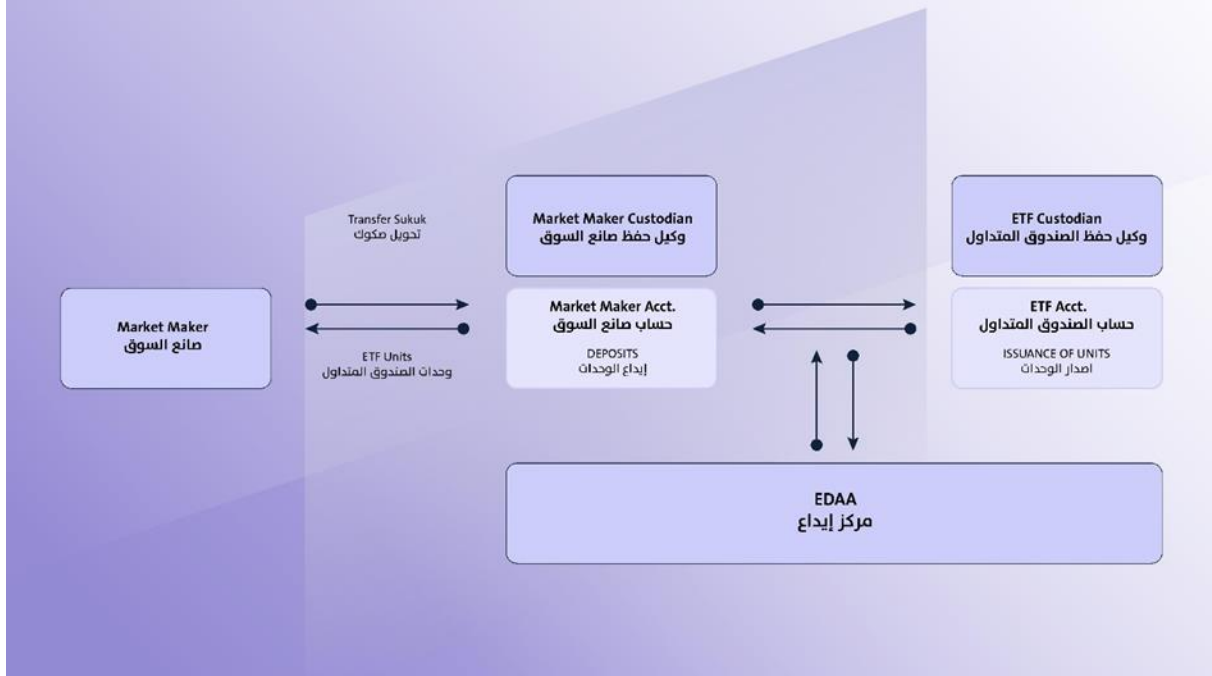 Transfer Sukuk
تحويل صكوك
Market Maker Custodian
وكيل حفظ صانع السوق
ETF Custodian
وكيل حفظ الصندوق المتداول
Market Maker
صانع السوق
Market Maker Acct.
حساب صانع السوق
DEPOSITS
إيداع الوحدات
ETF Acct.
حساب الصندوق المتداول
ISSUANCE OF UNITS
اصدار الوحدات
ETF Units
وحدات الصندوق المتداول
EDAA
مركز إيداع